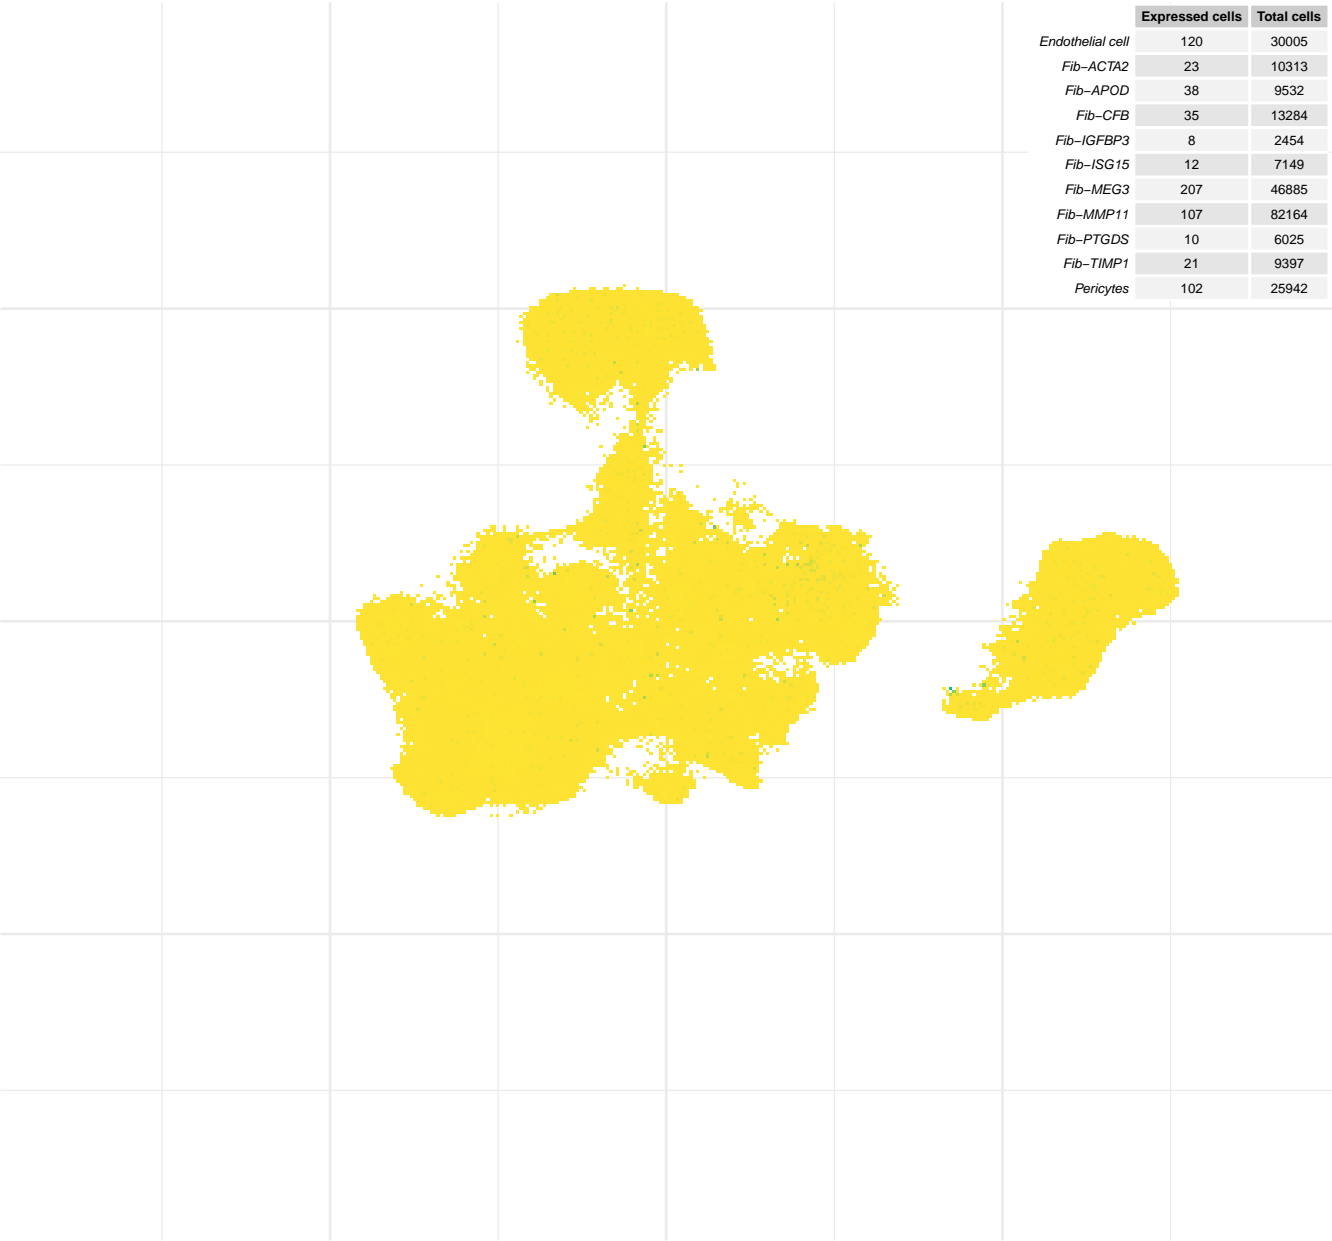 Expressed cells Total cells
Endothelial cell 120 30005
Fib−ACTA2 23 10313
Fib−APOD 38 9532
Fib−CFB 35 13284
Fib−IGFBP3 8 2454
Fib−ISG15 12 7149
Fib−MEG3 207 46885
Fib−MMP11 107 82164
Fib−PTGDS 10 6025
Fib−TIMP1 21 9397
Pericytes 102 25942